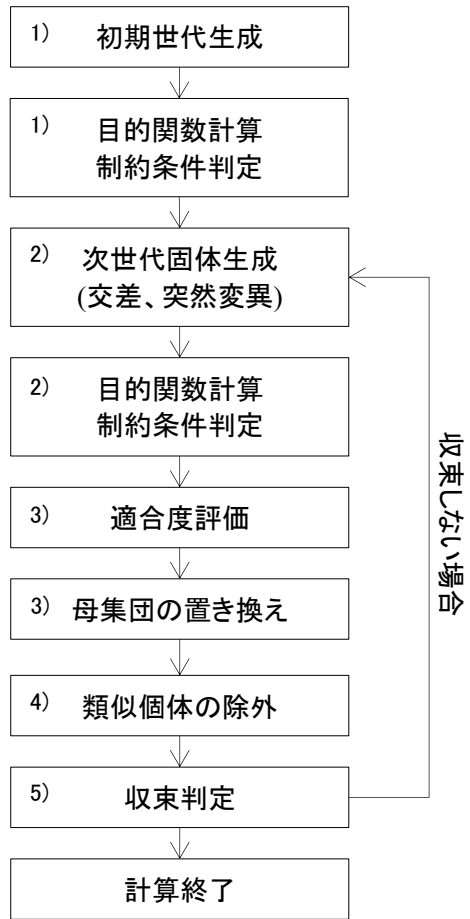 1) 初期世代生成
1) 目的関数計算
制約条件判定
2) 次世代固体生成
(交差、突然変異)
2) 目的関数計算
制約条件判定
3) 適合度評価
3) 母集団の置き換え
4) 類似個体の除外
5) 収束判定
計算終了
収束しない場合